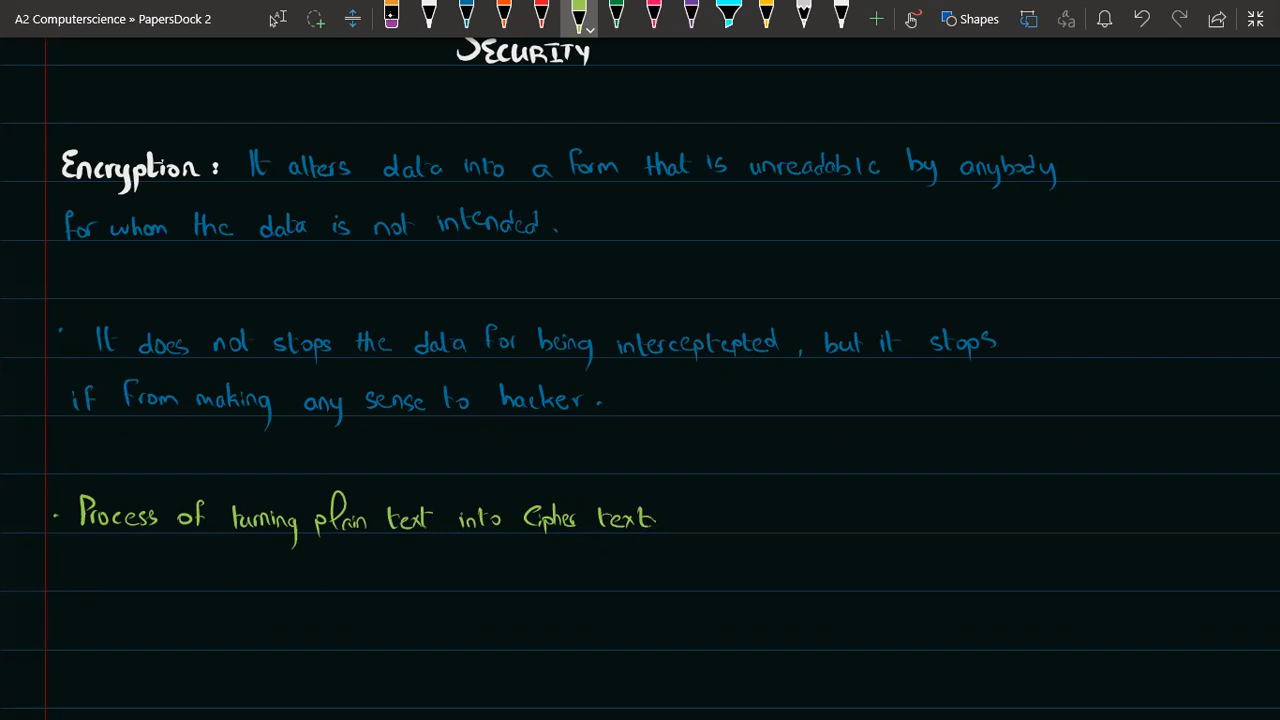 A2 Computerscience » PapersDock 2
Shapes
SECURITY
Encryption : It alters data into a form that is unreadable by anybody
for whom the data is not intended.
· It does not stops the data for being interceptepted, but it stops
if from making any sense to hacker.
· Process of turning plain text into Cipher text